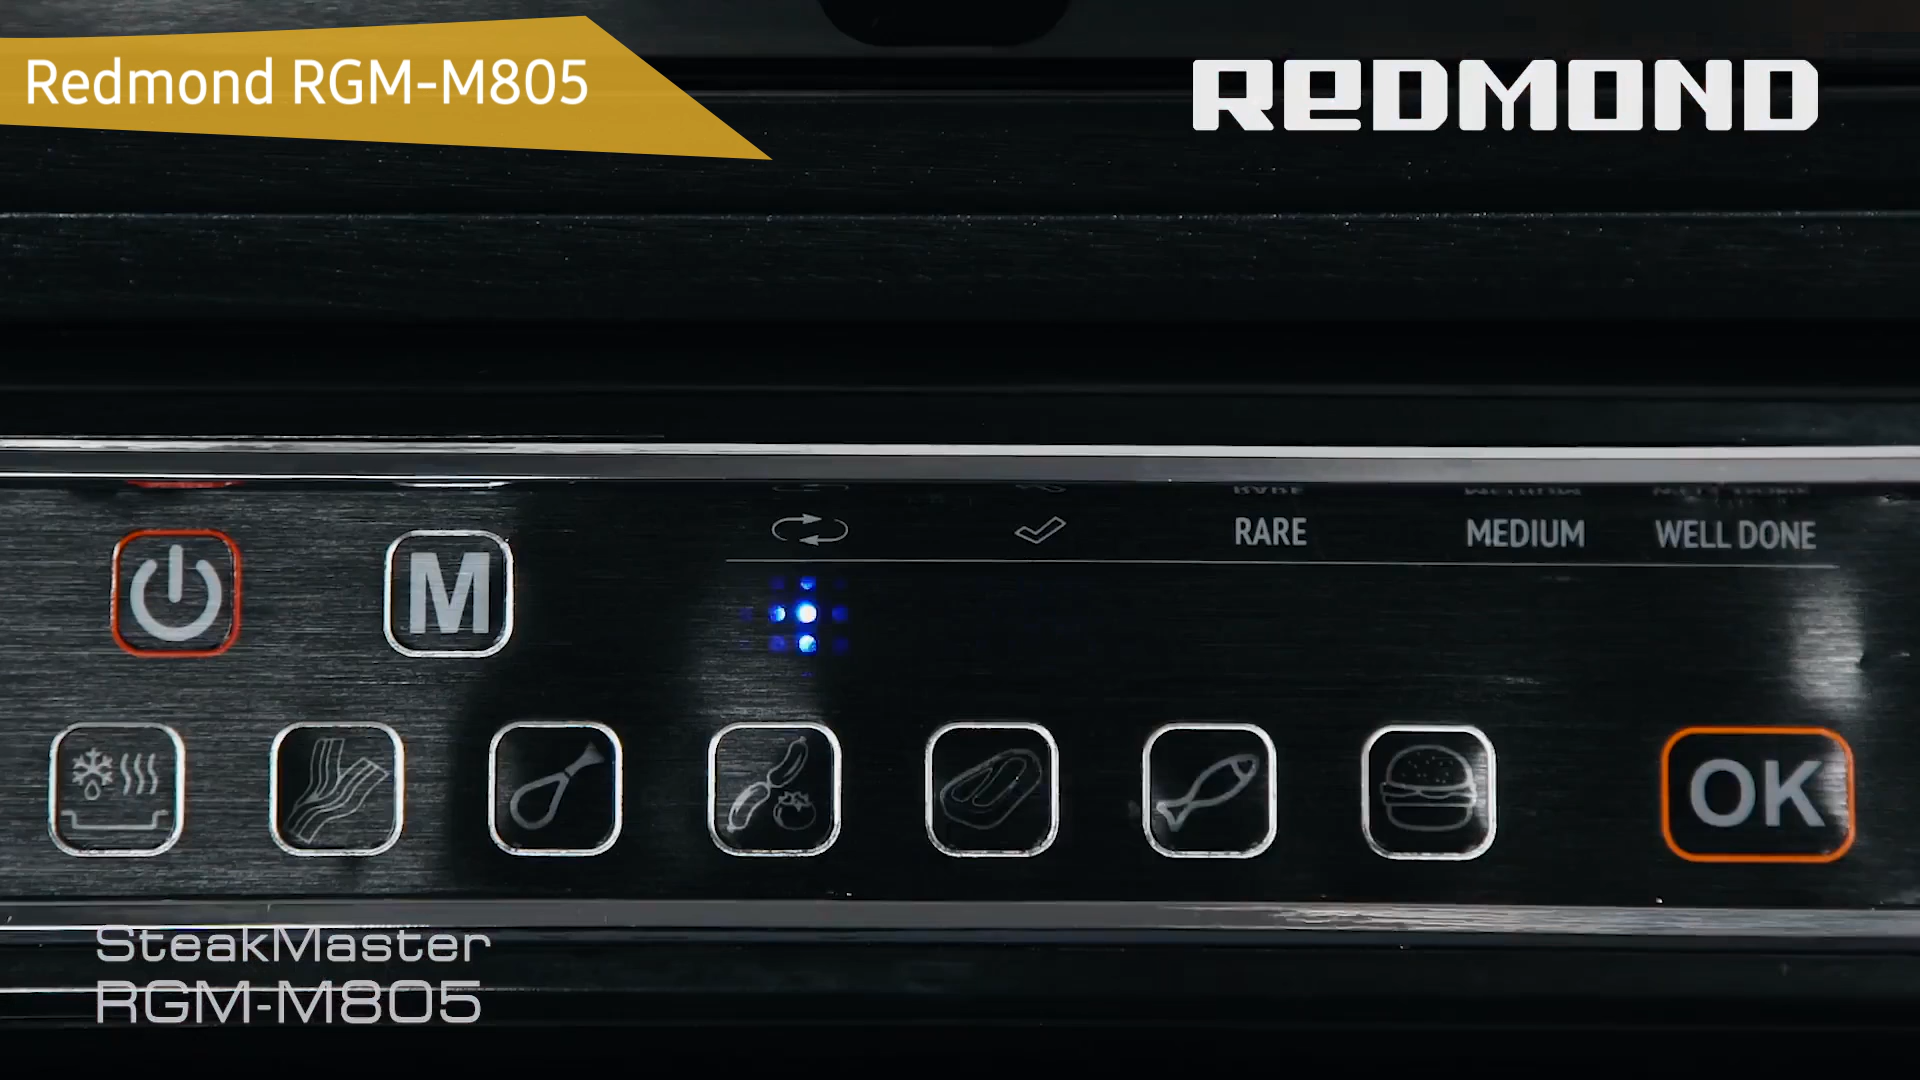 Redmond RGM-M805
REDMOND
RARE MEDIUM WELL DONE
M
OK
SteakMaster
RGM-M805